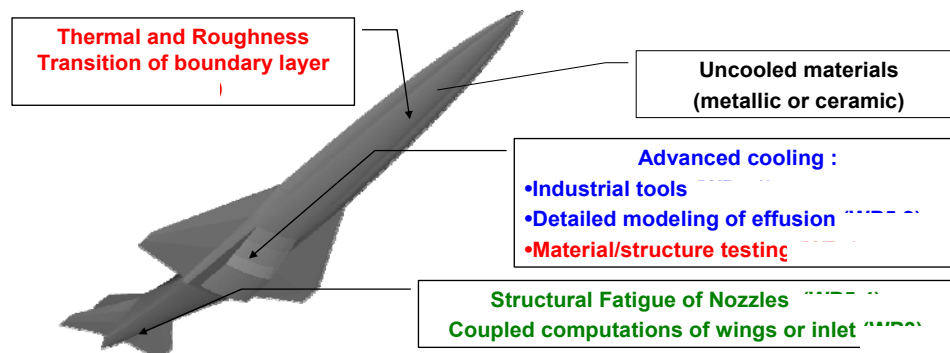 Thermal and Roughness
Transition of boundary layer
Uncooled materials
(metallic or ceramic)
Advanced cooling :
•Industrial tools
•Detailed modeling of effusion
•Material/structure testing
Structural Fatigue of Nozzles
Coupled computations of wings or inlet